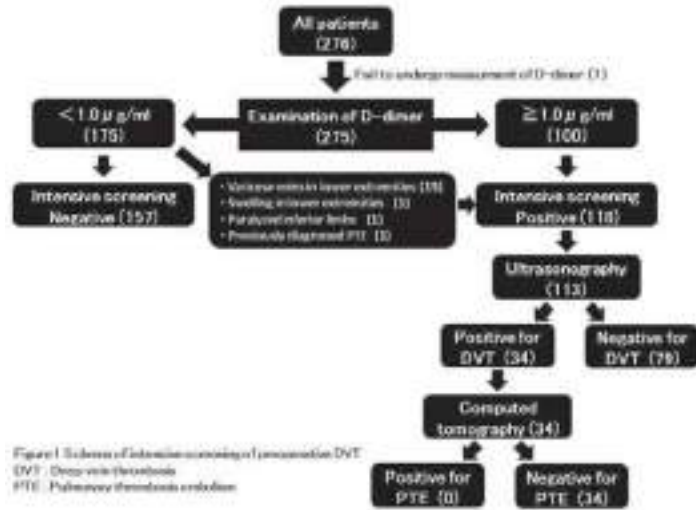 All patients
(276)
Fail to undergo measurement of D-dimer (1)
< 1.0 μg/ml
(175)
Examination of D-dimer
(275)
≧ 1.0 μg/ml
(100)
Intensive screening
Negative (157)
• Varicose veins in lower extremities
• Swelling in lower extremities
• Paralyzed inferior limbs (1)
• Previously diagnosed PTE
Intensive screening
Positive (118)
Ultrasonography
(113)
Positive for
DVT (34)
Negative for
DVT (79)
Computed
tomography (34)
Positive for
PTE (0)
Negative for
PTE (34)
Figure 1 Schema of intensive screening of preoperative DVT
DVT : Deep vein thrombosis
PTE : Pulmonary thrombosis embolism